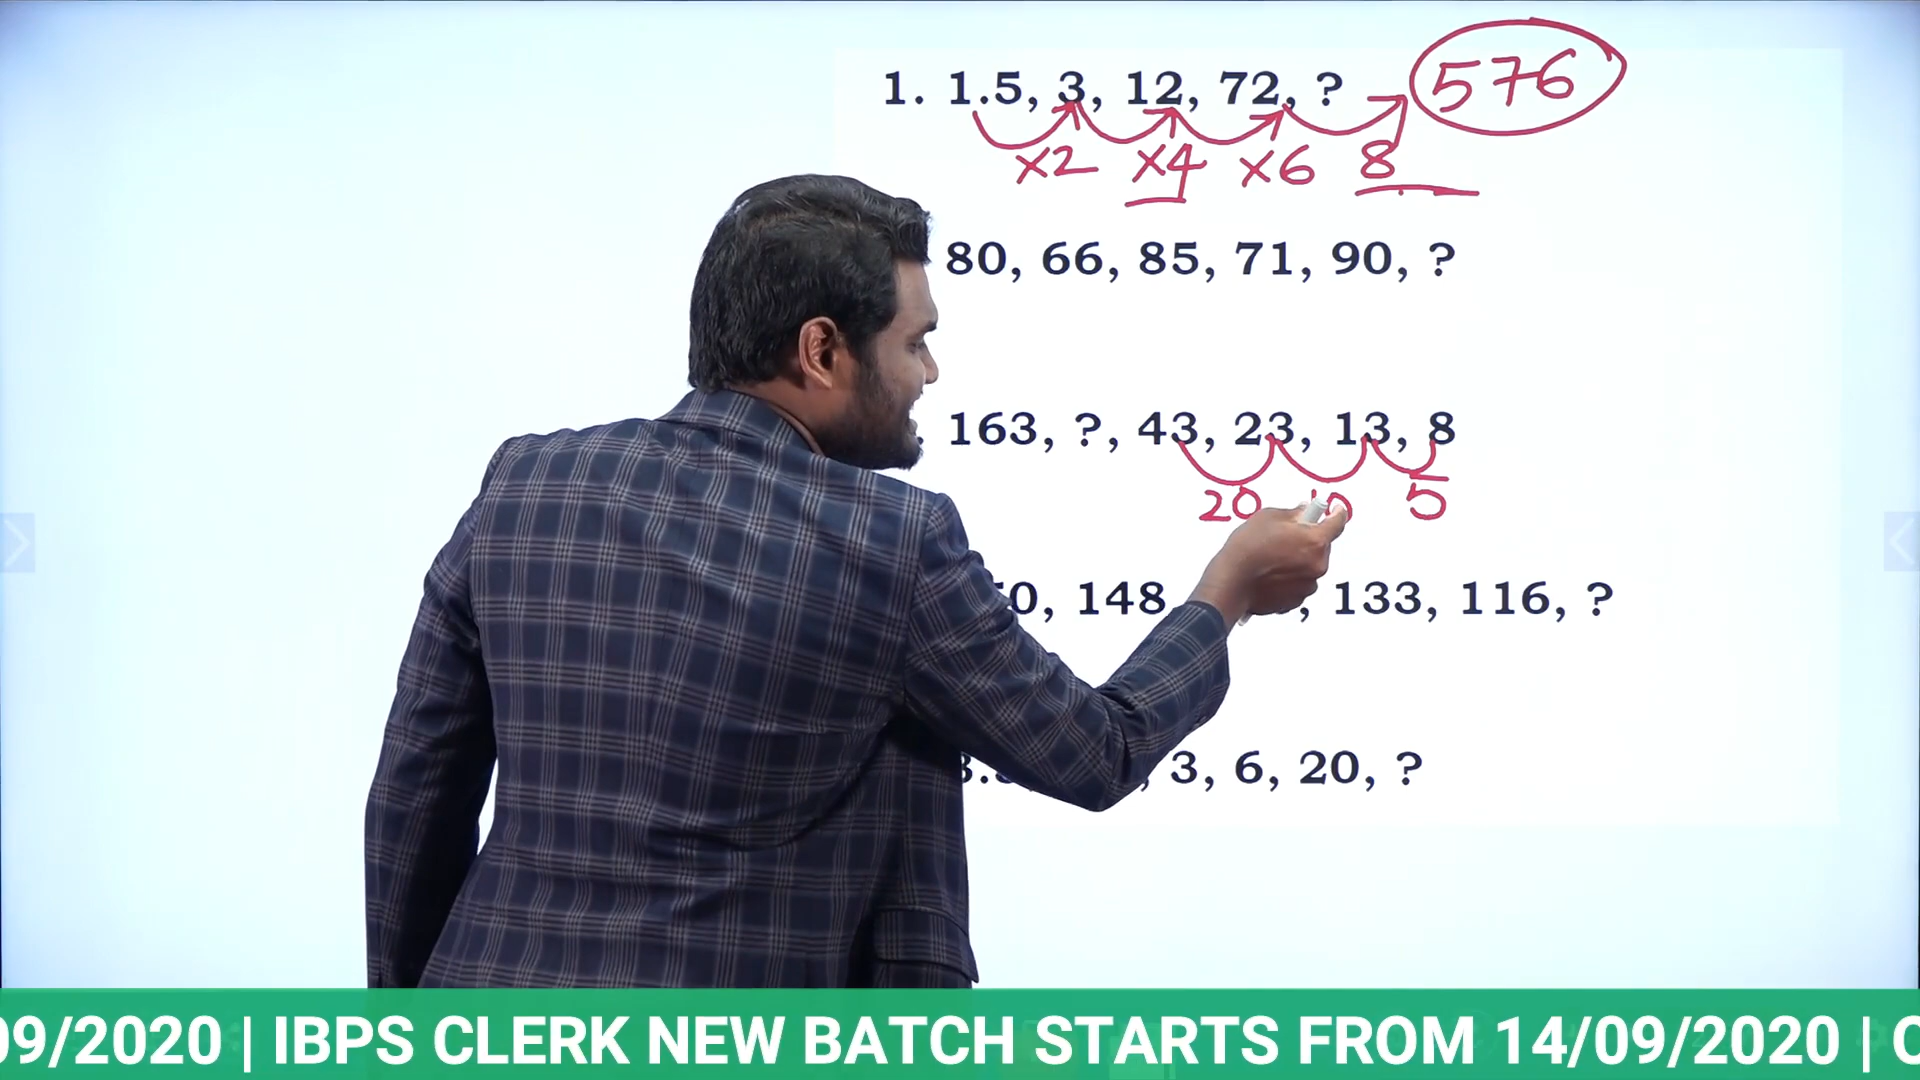 1. 1.5, 3, 12, 72, ? 576
×2 ×4 ×6 8
80, 66, 85, 71, 90, ?
163, ?, 43, 23, 13, 8
20 10 5
0, 148, 133, 116, ?
3, 6, 20, ?
09/2020 | IBPS CLERK NEW BATCH STARTS FROM 14/09/2020 |